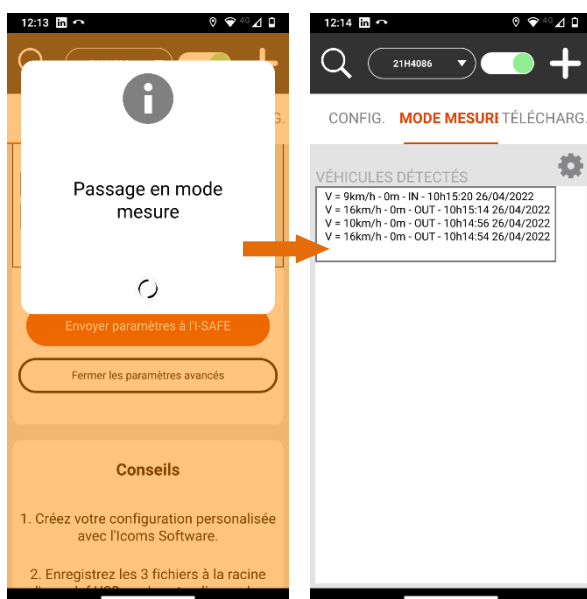 12:13
4G
G.
Passage en mode
mesure
Envoyer paramètres à l'I-SAFE
Fermer les paramètres avancés
Conseils
1. Créez votre configuration personalisée
avec l'Icoms Software.
2. Enregistrez les 3 fichiers à la racine
12:14
4G
21H4086
CONFIG. MODE MESURE TÉLÉCHARG.
VÉHICULES DÉTECTÉS
V = 9km/h - 0m - IN - 10h15:20 26/04/2022
V = 16km/h - 0m - OUT - 10h15:14 26/04/2022
V = 10km/h - 0m - OUT - 10h14:56 26/04/2022
V = 16km/h - 0m - OUT - 10h14:54 26/04/2022